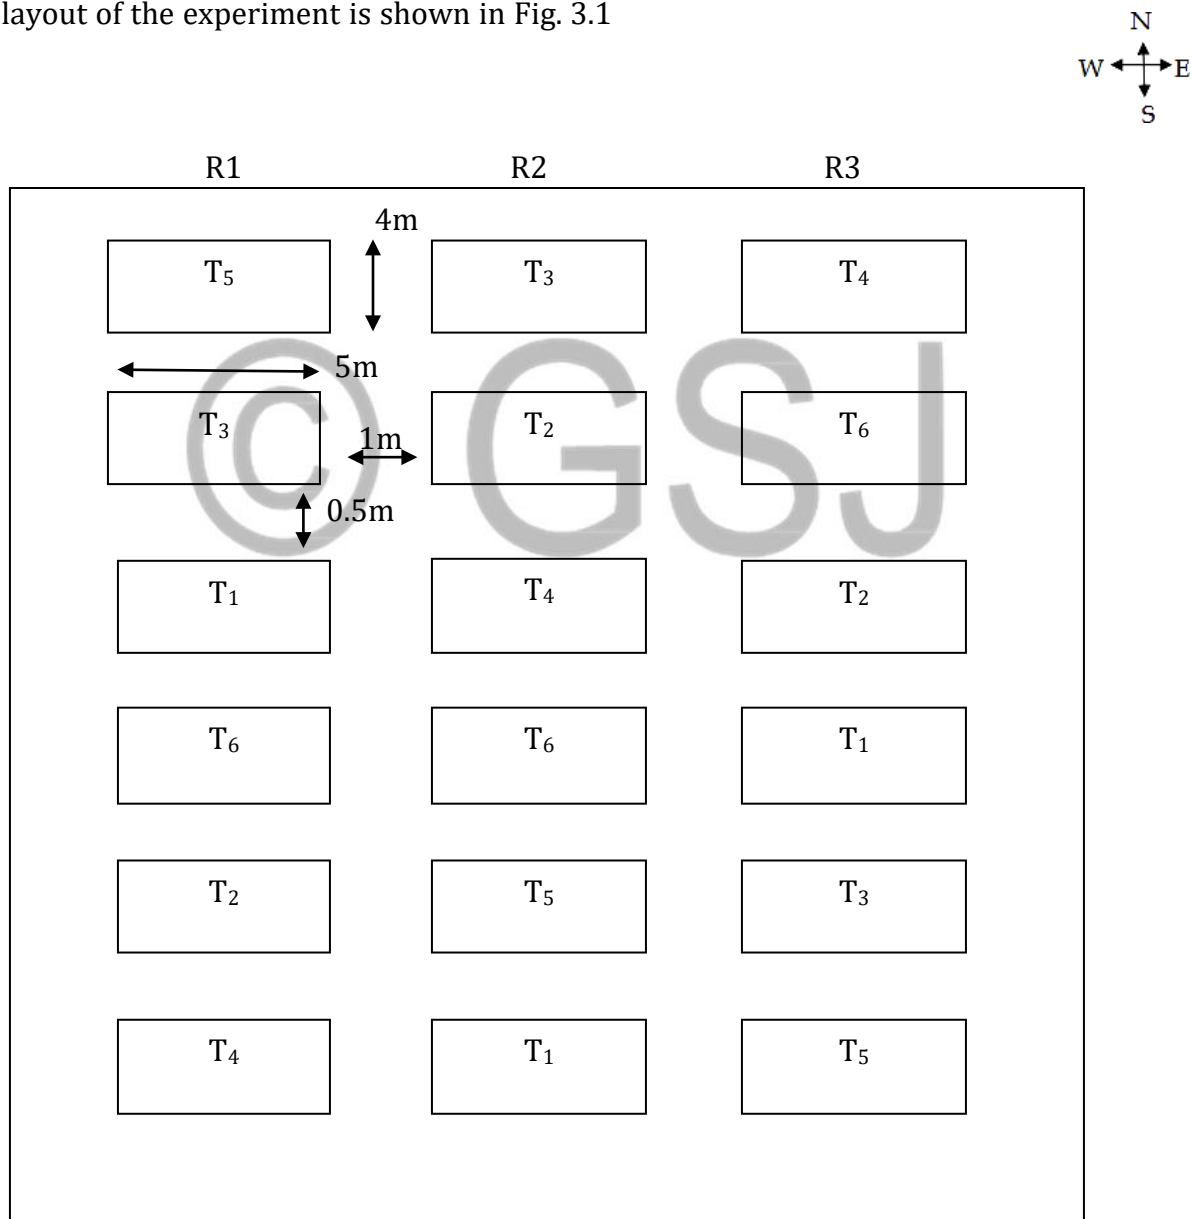 layout of the experiment is shown in Fig. 3.1
N
W E
S
R1 R2 R3
4m
T5 T3 T4
5m
T3 T2 T6
1m
0.5m
© GSJ
T1 T4 T2
T6 T6 T1
T2 T5 T3
T4 T1 T5